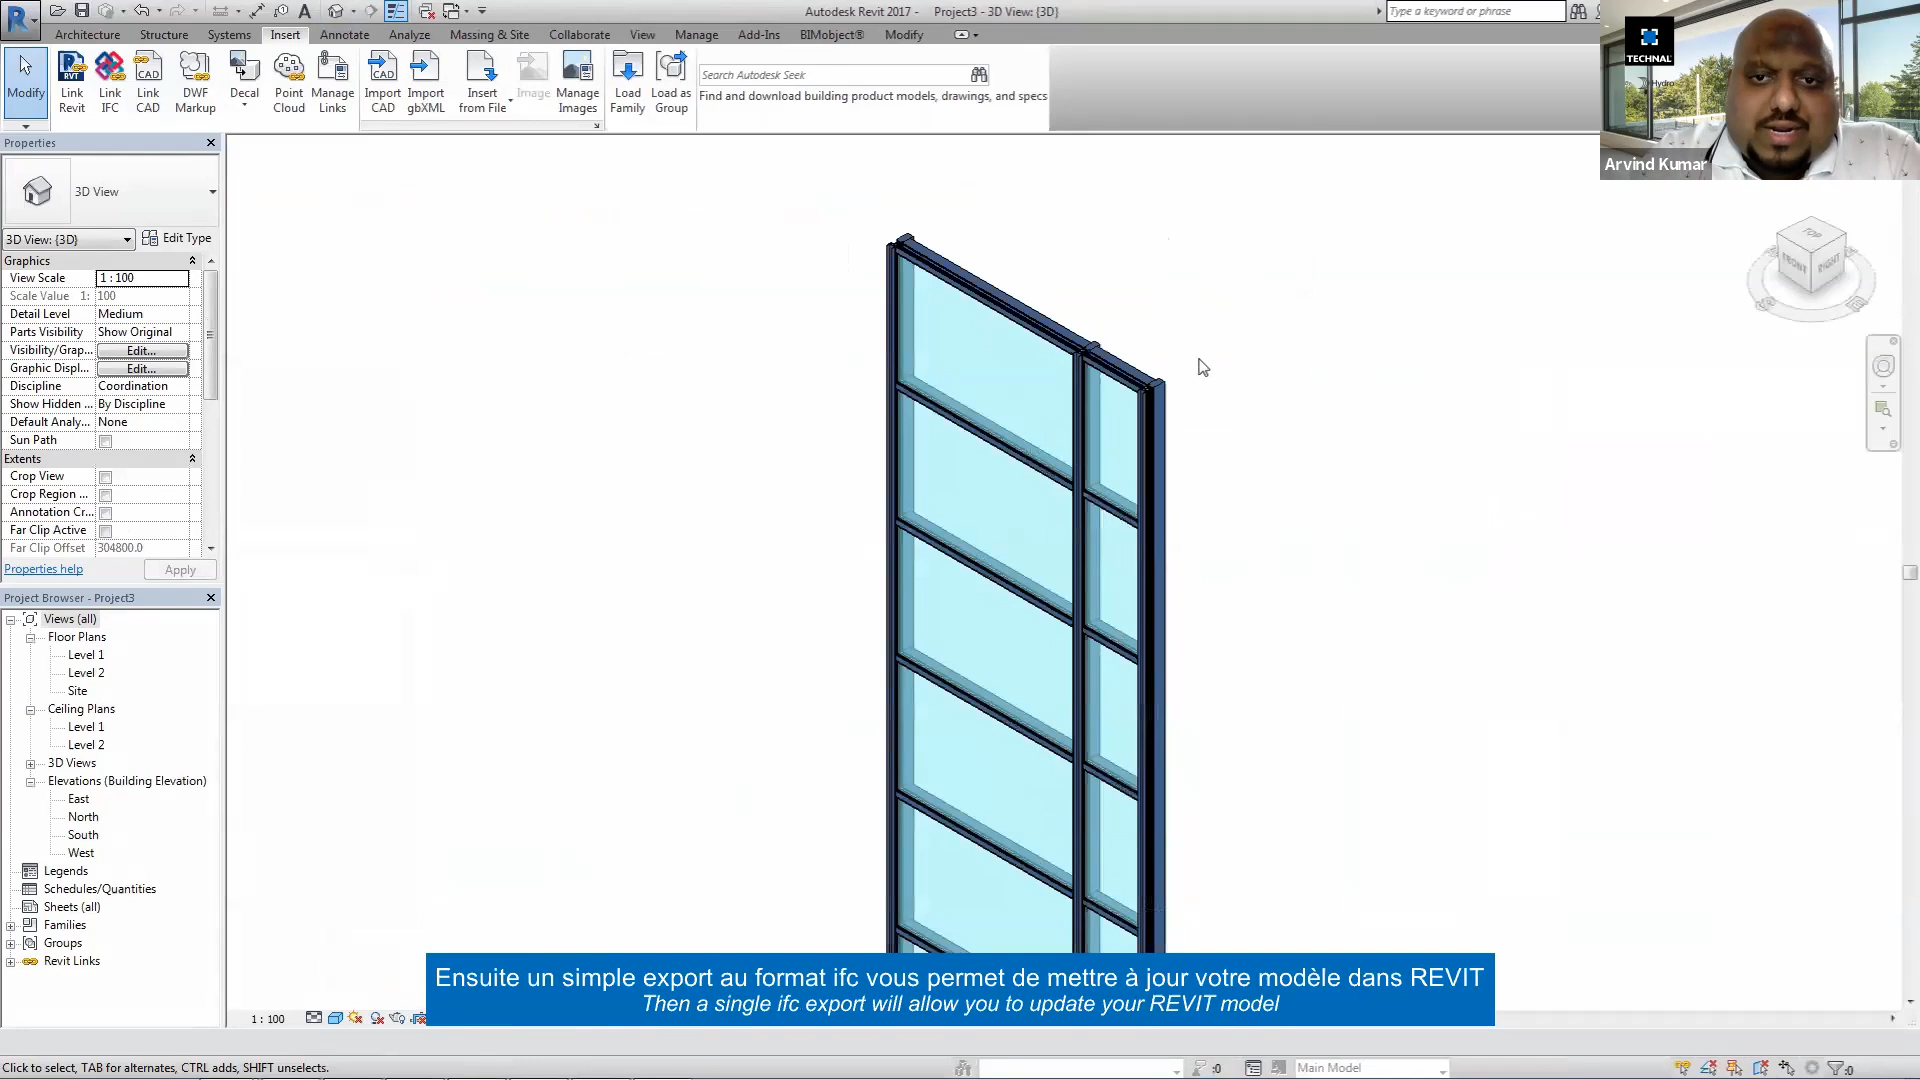 Autodesk Revit 2017 - Project3 - 3D View: {3D}
Type a keyword or phrase
Architecture Structure Systems Insert Annotate Analyze Massing & Site Collaborate View Manage Add-Ins BIMobject® Modify
Modify
Link Revit
Link IFC
Link CAD
DWF Markup
Decal
Point Cloud
Manage Links
Import CAD
Import gbXML
Insert from File
Image
Manage Images
Load Family
Load as Group
Search Autodesk Seek
Find and download building product models, drawings, and specs
RVT
IFC
CAD
CAD
TECHNAL
Hydro
Arvind Kumar
Properties
3D View
3D View: {3D}
Edit Type
Graphics
View Scale 1 : 100
Scale Value 1: 100
Detail Level Medium
Parts Visibility Show Original
Visibility/Grap... Edit...
Graphic Displ... Edit...
Discipline Coordination
Show Hidden ... By Discipline
Default Analy... None
Sun Path
Extents
Crop View
Crop Region ...
Annotation Cr...
Far Clip Active
Far Clip Offset 304800.0
Properties help Apply
Project Browser - Project3
Views (all)
Floor Plans
Level 1
Level 2
Site
Ceiling Plans
Level 1
Level 2
3D Views
Elevations (Building Elevation)
East
North
South
West
Legends
Schedules/Quantities
Sheets (all)
Families
Groups
Revit Links
TOP
FRONT
RIGHT
Ensuite un simple export au format ifc vous permet de mettre à jour votre modèle dans REVIT
Then a single ifc export will allow you to update your REVIT model
1 : 100
Click to select, TAB for alternates, CTRL adds, SHIFT unselects.
:0
Main Model
:0